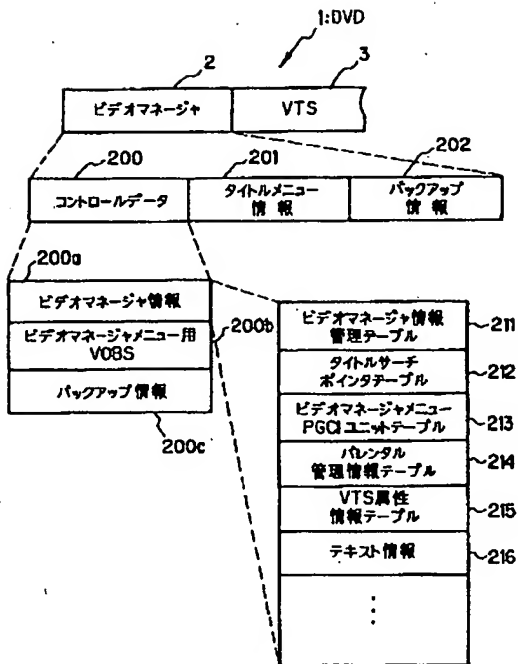 1:DVD
2
3
ビデオマネージャ
VTS
200
201
202
コントロールデータ
タイトルメニュー
情報
バックアップ
情報
200a
ビデオマネージャ情報
ビデオマネージャメニュー用
VOBS
200b
バックアップ情報
200c
ビデオマネージャ情報
管理テーブル
211
タイトルサーチ
ポインタテーブル
212
ビデオマネージャメニュー
PGCIユニットテーブル
213
パレンタル
管理情報テーブル
214
VTS属性
情報テーブル
215
テキスト情報
216